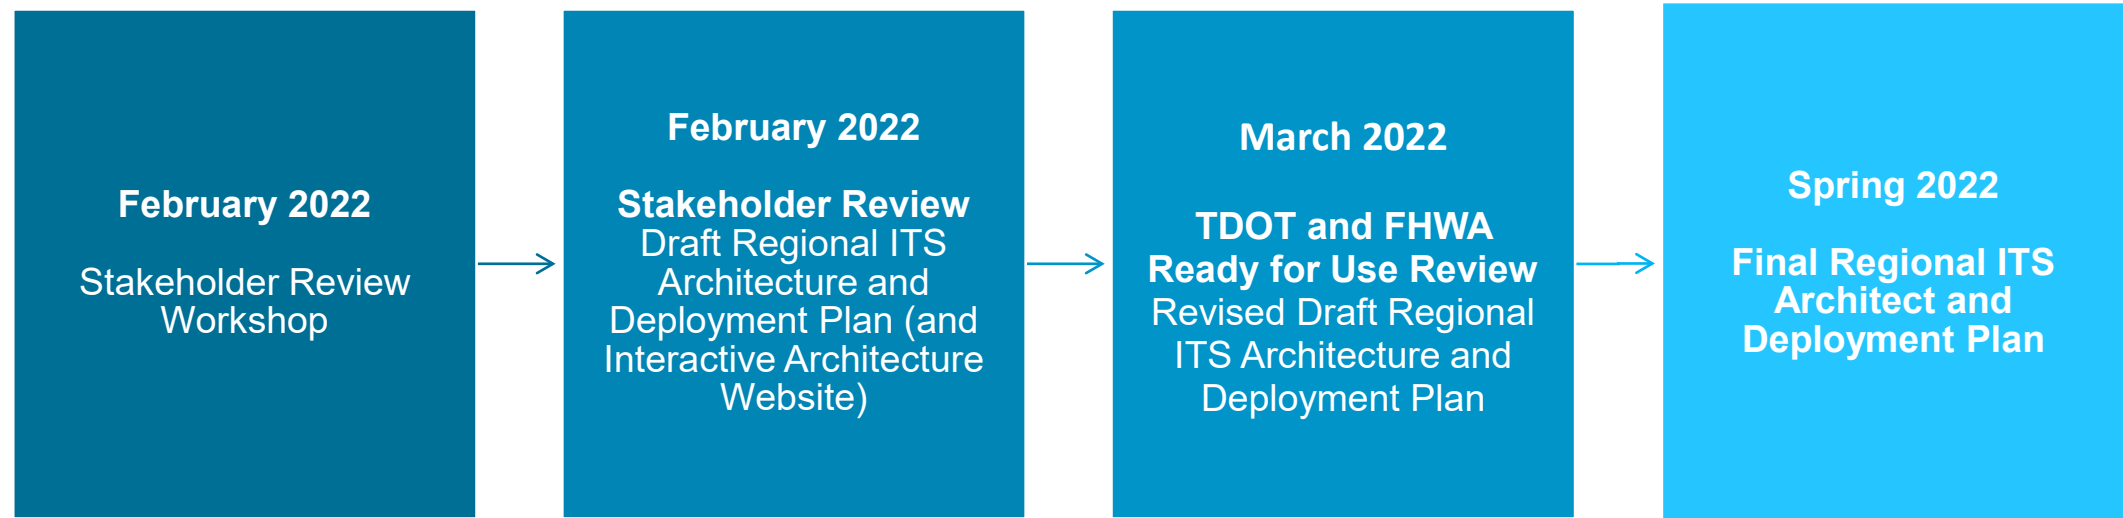 February 2022
Stakeholder Review
Workshop
February 2022
Stakeholder Review
Draft Regional ITS
Architecture and
Deployment Plan (and
Interactive Architecture
Website)
March 2022
TDOT and FHWA
Ready for Use Review
Revised Draft Regional
ITS Architecture and
Deployment Plan
Spring 2022
Final Regional ITS
Architect and
Deployment Plan